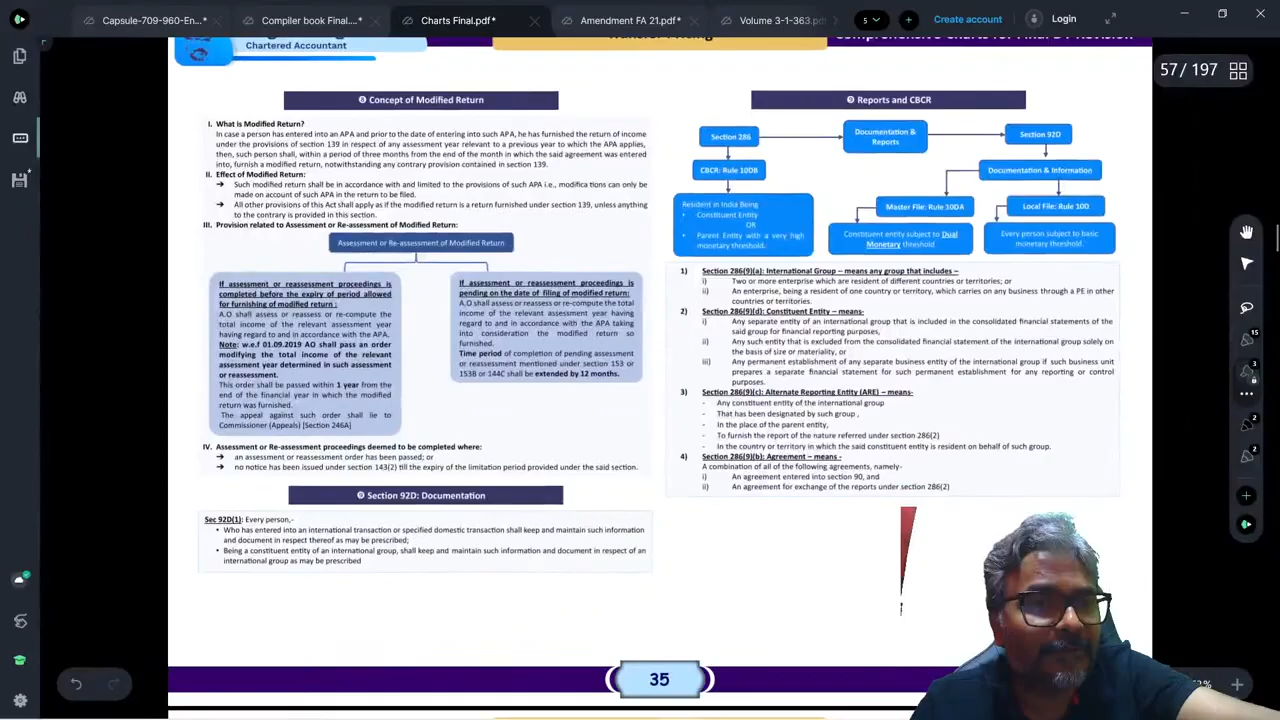 Capsule-709-960-En...*
Compiler book Final....*
Charts Final.pdf*
Amendment FA 21.pdf*
Volume 3-1-363.pdf
5
Create account
Login
Chartered Accountant
57 / 197
❽ Concept of Modified Return
I. What is Modified Return?
In case a person has entered into an APA and prior to the date of entering into such APA, he has furnished the return of income
under the provisions of section 139 in respect of any assessment year relevant to a previous year to which the APA applies,
then, such person shall, within a period of three months from the end of the month in which the said agreement was entered
into, furnish a modified return, notwithstanding any contrary provision contained in section 139.
II. Effect of Modified Return:
➔ Such modified return shall be in accordance with and limited to the provisions of such APA i.e., modifica tions can only be
made on account of such APA in the return to be filed.
➔ All other provisions of this Act shall apply as if the modified return is a return furnished under section 139, unless anything
to the contrary is provided in this section.
III. Provision related to Assessment or Re-assessment of Modified Return:
Assessment or Re-assessment of Modified Return
If assessment or reassessment proceedings is
completed before the expiry of period allowed
for furnishing of modified return :
A.O shall assess or reassess or re-compute the
total income of the relevant assessment year
having regard to and in accordance with the APA.
Note: w.e.f 01.09.2019 AO shall pass an order
modifying the total income of the relevant
assessment year determined in such assessment
or reassessment.
This order shall be passed within 1 year from the
end of the financial year in which the modified
return was furnished.
The appeal against such order shall lie to
Commissioner (Appeals) [Section 246A]
If assessment or reassessment proceedings is
pending on the date of filing of modified return:
A.O shall assess or reassess or re-compute the total
income of the relevant assessment year having
regard to and in accordance with the APA taking
into consideration the modified return so
furnished.
Time period of completion of pending assessment
or reassessment mentioned under section 153 or
153B or 144C shall be extended by 12 months.
IV. Assessment or Re-assessment proceedings deemed to be completed where:
➔ an assessment or reassessment order has been passed; or
➔ no notice has been issued under section 143(2) till the expiry of the limitation period provided under the said section.
Section 92D: Documentation
Sec 92D(1): Every person,-
• Who has entered into an international transaction or specified domestic transaction shall keep and maintain such information
and document in respect thereof as may be prescribed;
• Being a constituent entity of an international group, shall keep and maintain such information and document in respect of an
international group as may be prescribed
Reports and CBCR
Section 286
Documentation &
Reports
Section 92D
CBCR: Rule 10DB
Documentation & Information
Resident in India Being
• Constituent Entity
OR
• Parent Entity with a very high
monetary threshold.
Master File: Rule 10DA
Local File: Rule 10D
Constituent entity subject to Dual
Monetary threshold
Every person subject to basic
monetary threshold.
1) Section 286(9)(a): International Group – means any group that includes –
i) Two or more enterprise which are resident of different countries or territories; or
ii) An enterprise, being a resident of one country or territory, which carries on any business through a PE in other
countries or territories.
2) Section 286(9)(d): Constituent Entity – means-
i) Any separate entity of an international group that is included in the consolidated financial statements of the
said group for financial reporting purposes,
ii) Any such entity that is excluded from the consolidated financial statement of the international group solely on
the basis of size or materiality, or
iii) Any permanent establishment of any separate business entity of the international group if such business unit
prepares a separate financial statement for such permanent establishment for any reporting or control
purposes.
3) Section 286(9)(c): Alternate Reporting Entity (ARE) – means-
- Any constituent entity of the international group
- That has been designated by such group ,
- In the place of the parent entity,
- To furnish the report of the nature referred under section 286(2)
- In the country or territory in which the said constituent entity is resident on behalf of such group.
4) Section 286(9)(b): Agreement – means -
A combination of all of the following agreements, namely-
i) An agreement entered into section 90, and
ii) An agreement for exchange of the reports under section 286(2)
15
3
2
35